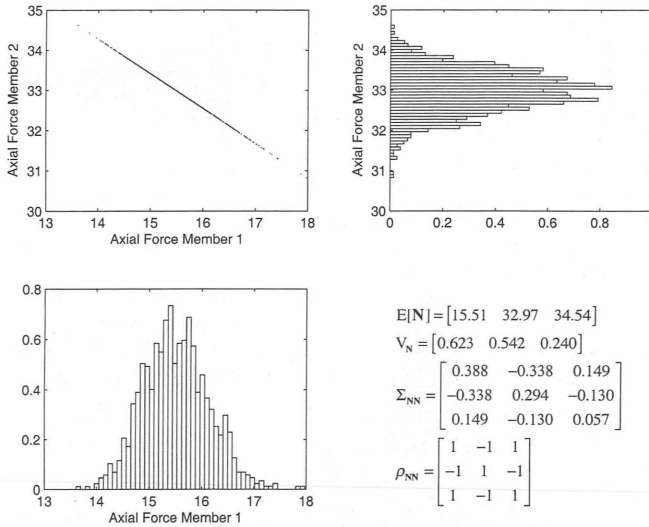 35
34
33
32
31
30
13 14 15 16 17 18
Axial Force Member 1
Axial Force Member 2
35
34
33
32
31
30
0 0.2 0.4 0.6 0.8 1
Axial Force Member 2
0.8
0.6
0.4
0.2
0
13 14 15 16 17 18
Axial Force Member 1
E[N] = [15.51 32.97 34.54]
V_N = [0.623 0.542 0.240]
Σ_NN = [0.388 −0.338 0.149
−0.338 0.294 −0.130
0.149 −0.130 0.057]
ρ_NN = [1 −1 1
−1 1 −1
1 −1 1]